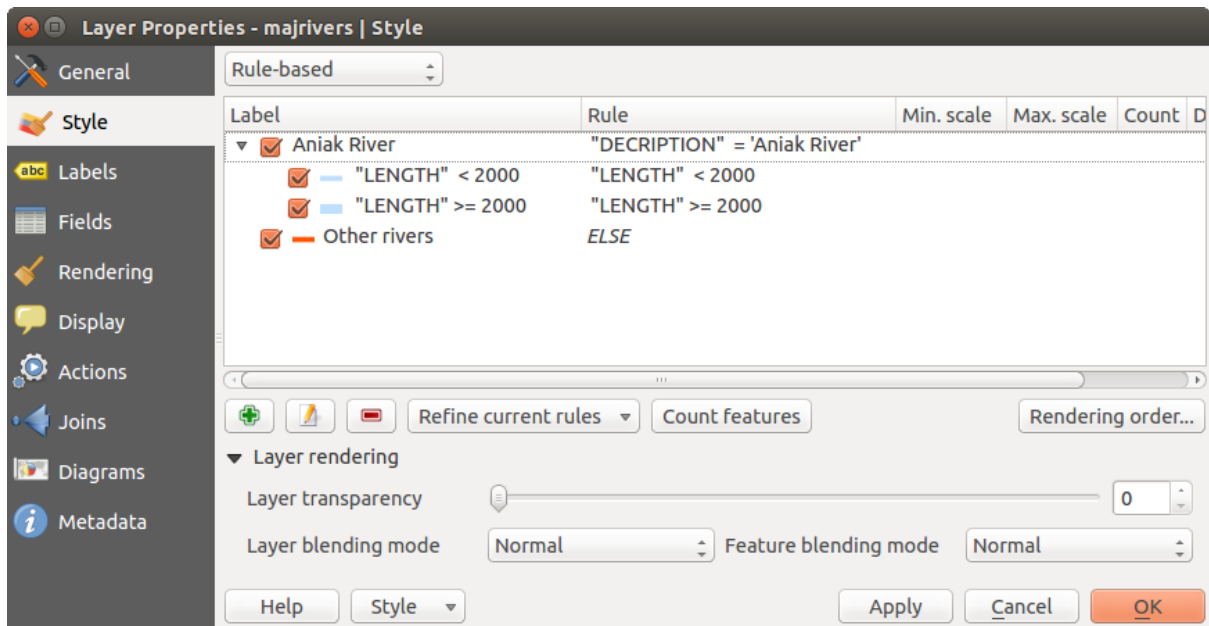 Layer Properties - majrivers | Style
General
Style
abc Labels
Fields
Rendering
Display
Actions
Joins
Diagrams
i Metadata
Rule-based
Label Rule Min. scale Max. scale Count D
Aniak River "DECRIPTION" = 'Aniak River'
"LENGTH" < 2000 "LENGTH" < 2000
"LENGTH" >= 2000 "LENGTH" >= 2000
Other rivers ELSE
Refine current rules Count features Rendering order...
Layer rendering
Layer transparency 0
Layer blending mode Normal Feature blending mode Normal
Help Style Apply Cancel OK